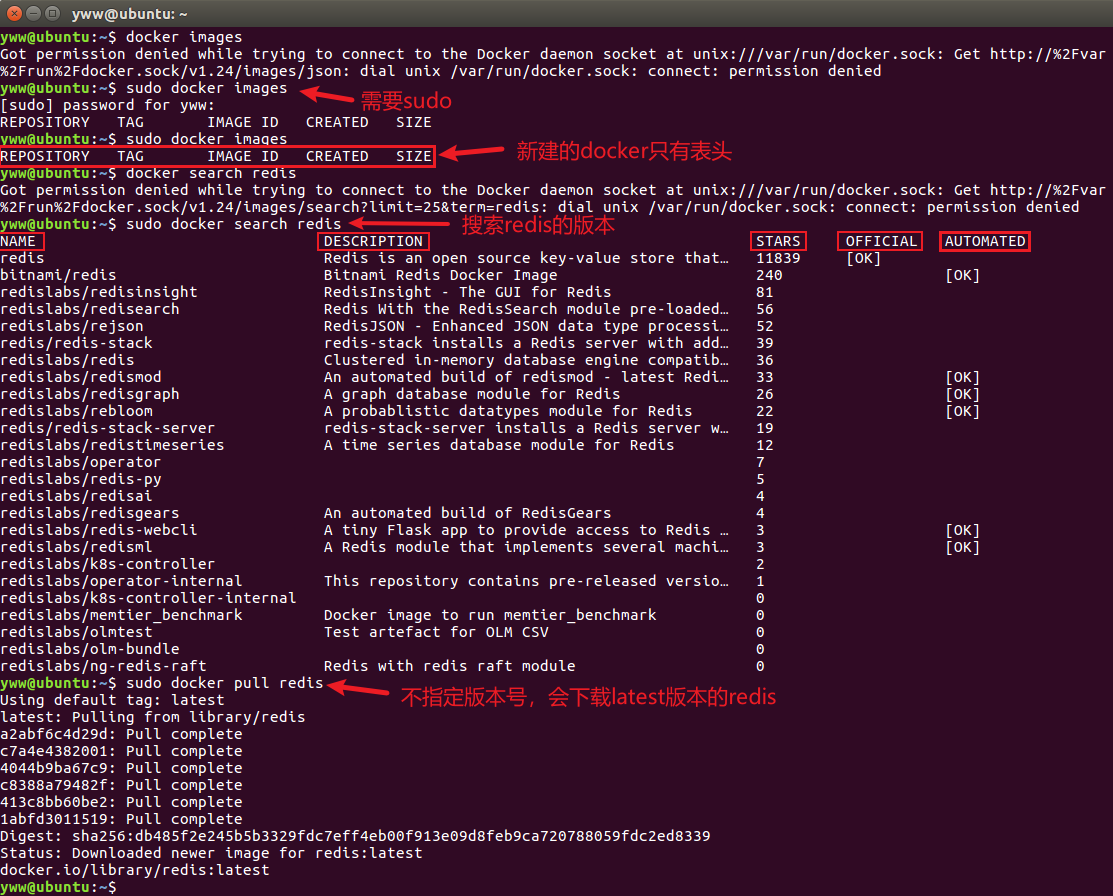 yww@ubuntu: ~
yww@ubuntu:~$ docker images
Got permission denied while trying to connect to the Docker daemon socket at unix:///var/run/docker.sock: Get http://%2Fvar
%2Frun%2Fdocker.sock/v1.24/images/json: dial unix /var/run/docker.sock: connect: permission denied
yww@ubuntu:~$ sudo docker images
需要sudo
[sudo] password for yww:
REPOSITORY TAG IMAGE ID CREATED SIZE
yww@ubuntu:~$ sudo docker images
REPOSITORY TAG IMAGE ID CREATED SIZE
新建的docker只有表头
yww@ubuntu:~$ docker search redis
Got permission denied while trying to connect to the Docker daemon socket at unix:///var/run/docker.sock: Get http://%2Fvar
%2Frun%2Fdocker.sock/v1.24/images/search?limit=25&term=redis: dial unix /var/run/docker.sock: connect: permission denied
yww@ubuntu:~$ sudo docker search redis
搜索redis的版本
NAME DESCRIPTION STARS OFFICIAL AUTOMATED
redis Redis is an open source key-value store that… 11839 [OK]
bitnami/redis Bitnami Redis Docker Image 240 [OK]
redislabs/redisinsight RedisInsight - The GUI for Redis 81
redislabs/redisearch Redis With the RedisSearch module pre-loaded… 56
redislabs/rejson RedisJSON - Enhanced JSON data type processi… 52
redis/redis-stack redis-stack installs a Redis server with add… 39
redislabs/redis Clustered in-memory database engine compatib… 36
redislabs/redismod An automated build of redismod - latest Redi… 33 [OK]
redislabs/redisgraph A graph database module for Redis 26 [OK]
redislabs/rebloom A probablistic datatypes module for Redis 22 [OK]
redis/redis-stack-server redis-stack-server installs a Redis server w… 19
redislabs/redistimeseries A time series database module for Redis 12
redislabs/operator 7
redislabs/redis-py 5
redislabs/redisai 4
redislabs/redisgears An automated build of RedisGears 4
redislabs/redis-webcli A tiny Flask app to provide access to Redis … 3 [OK]
redislabs/redisml A Redis module that implements several machi… 3 [OK]
redislabs/k8s-controller 2
redislabs/operator-internal This repository contains pre-released versio… 1
redislabs/k8s-controller-internal 0
redislabs/memtier_benchmark Docker image to run memtier_benchmark 0
redislabs/olmtest Test artefact for OLM CSV 0
redislabs/olm-bundle 0
redislabs/ng-redis-raft Redis with redis raft module 0
yww@ubuntu:~$ sudo docker pull redis
不指定版本号，会下载latest版本的redis
Using default tag: latest
latest: Pulling from library/redis
a2abf6c4d29d: Pull complete
c7a4e4382001: Pull complete
4044b9ba67c9: Pull complete
c8388a79482f: Pull complete
413c8bb60be2: Pull complete
1abfd3011519: Pull complete
Digest: sha256:db485f2e245b5b3329fdc7eff4eb00f913e09d8feb9ca720788059fdc2ed8339
Status: Downloaded newer image for redis:latest
docker.io/library/redis:latest
yww@ubuntu:~$